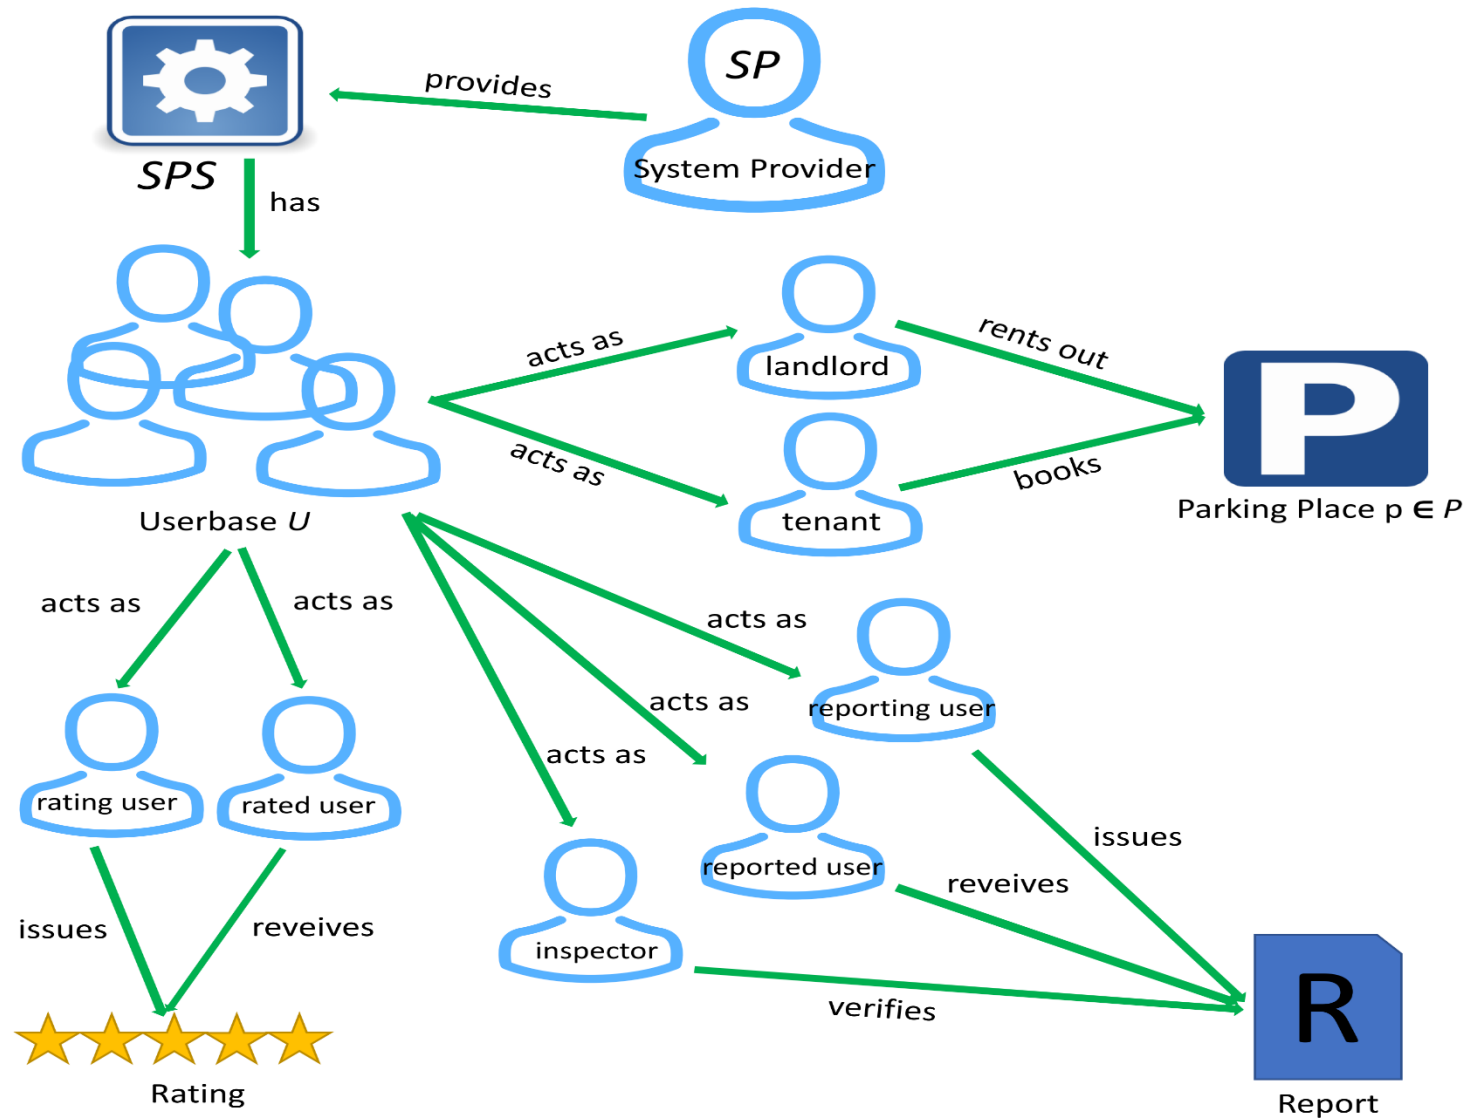 SP
provides
System Provider
SPS
has
acts as
landlord
rents out
acts as
tenant
books
P
Parking Place p ∈ P
Userbase U
acts as
acts as
acts as
reporting user
acts as
acts as
rating user
rated user
reported user
inspector
issues
reveives
issues
reveives
verifies
R
Rating
Report